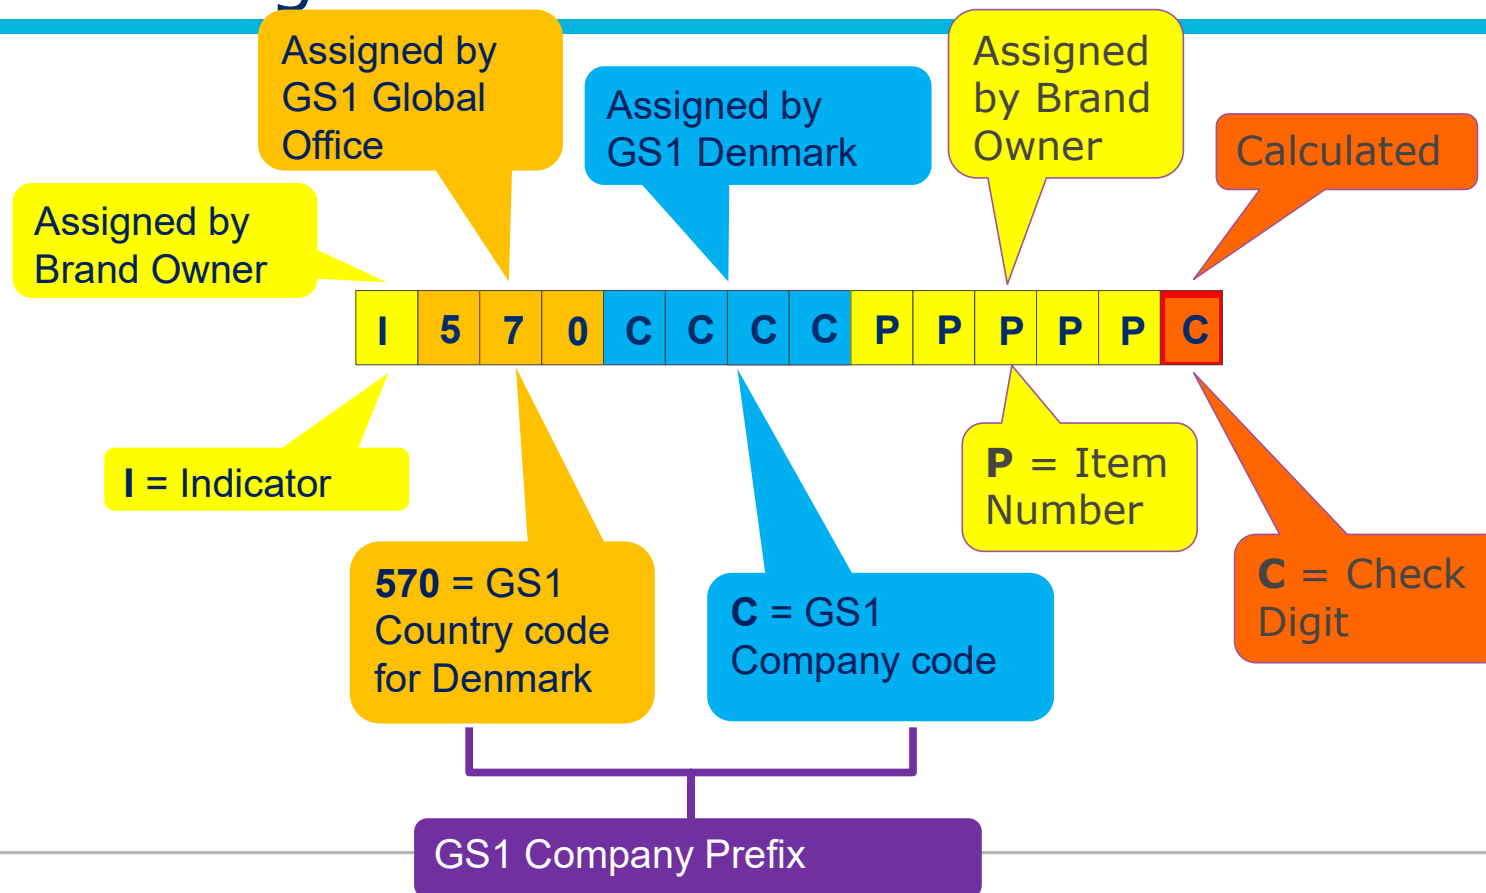 Assigned by
GS1 Global
Office
Assigned by
GS1 Denmark
Assigned
by Brand
Owner
Calculated
Assigned by
Brand Owner
I 5 7 0 C C C C P P P P P C
I = Indicator
P = Item
Number
570 = GS1
Country code
for Denmark
C = GS1
Company code
C = Check
Digit
GS1 Company Prefix